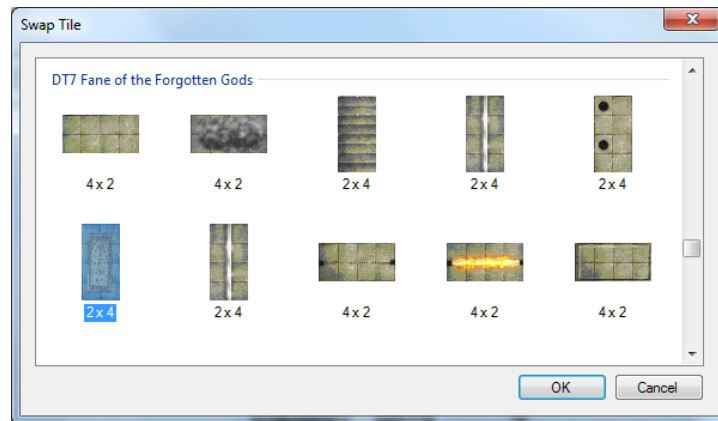 Swap Tile
DT7 Fane of the Forgotten Gods
4 x 2
4 x 2
2 x 4
2 x 4
2 x 4
2 x 4
2 x 4
4 x 2
4 x 2
4 x 2
OK
Cancel